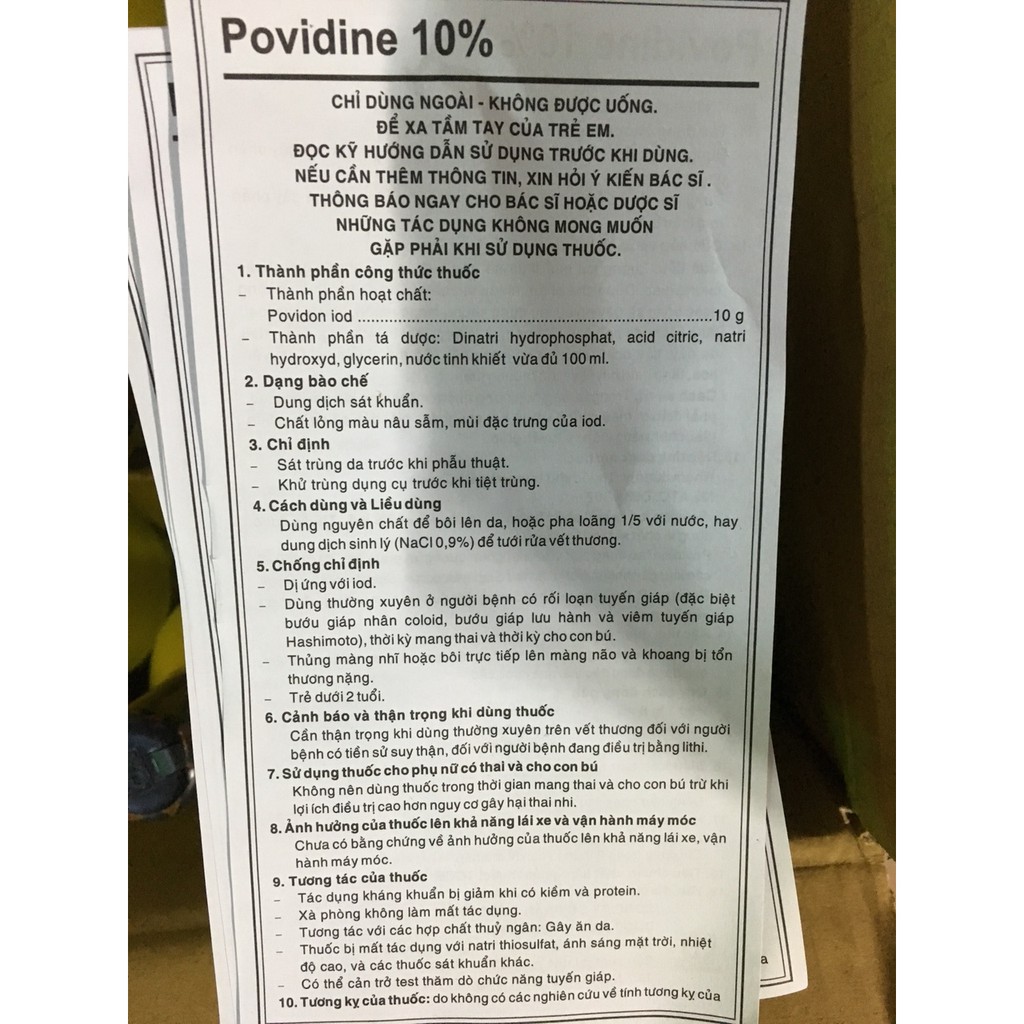 Povidine 10%
CHỈ DÙNG NGOÀI - KHÔNG ĐƯỢC UỐNG.
ĐỂ XA TẦM TAY CỦA TRẺ EM.
ĐỌC KỸ HƯỚNG DẪN SỬ DỤNG TRƯỚC KHI DÙNG.
NẾU CẦN THÊM THÔNG TIN, XIN HỎI Ý KIẾN BÁC SĨ .
THÔNG BÁO NGAY CHO BÁC SĨ HOẶC DƯỢC SĨ
NHỮNG TÁC DỤNG KHÔNG MONG MUỐN
GẶP PHẢI KHI SỬ DỤNG THUỐC.
1. Thành phần công thức thuốc
– Thành phần hoạt chất:
Povidon iod ................................................................................10 g
– Thành phần tá dược: Dinatri hydrophosphat, acid citric, natri
hydroxyd, glycerin, nước tinh khiết vừa đủ 100 ml.
2. Dạng bào chế
– Dung dịch sát khuẩn.
– Chất lỏng màu nâu sẫm, mùi đặc trưng của iod.
3. Chỉ định
– Sát trùng da trước khi phẫu thuật.
– Khử trùng dụng cụ trước khi tiệt trùng.
4. Cách dùng và Liều dùng
Dùng nguyên chất để bôi lên da, hoặc pha loãng 1/5 với nước, hay
dung dịch sinh lý (NaCl 0,9%) để tưới rửa vết thương.
5. Chống chỉ định
– Dị ứng với iod.
– Dùng thường xuyên ở người bệnh có rối loạn tuyến giáp (đặc biệt
bướu giáp nhân coloid, bướu giáp lưu hành và viêm tuyến giáp
Hashimoto), thời kỳ mang thai và thời kỳ cho con bú.
– Thủng màng nhĩ hoặc bôi trực tiếp lên màng não và khoang bị tổn
thương nặng.
– Trẻ dưới 2 tuổi.
6. Cảnh báo và thận trọng khi dùng thuốc
Cần thận trọng khi dùng thường xuyên trên vết thương đối với người
bệnh có tiền sử suy thận, đối với người bệnh đang điều trị bằng lithi.
7. Sử dụng thuốc cho phụ nữ có thai và cho con bú
Không nên dùng thuốc trong thời gian mang thai và cho con bú trừ khi
lợi ích điều trị cao hơn nguy cơ gây hại thai nhi.
8. Ảnh hưởng của thuốc lên khả năng lái xe và vận hành máy móc
Chưa có bằng chứng về ảnh hưởng của thuốc lên khả năng lái xe, vận
hành máy móc.
9. Tương tác của thuốc
– Tác dụng kháng khuẩn bị giảm khi có kiềm và protein.
– Xà phòng không làm mất tác dụng.
– Tương tác với các hợp chất thuỷ ngân: Gây ăn da.
– Thuốc bị mất tác dụng với natri thiosulfat, ánh sáng mặt trời, nhiệt
độ cao, và các thuốc sát khuẩn khác.
– Có thể cản trở test thăm dò chức năng tuyến giáp.
10. Tương kỵ của thuốc: do không có các nghiên cứu về tính tương kỵ của
a